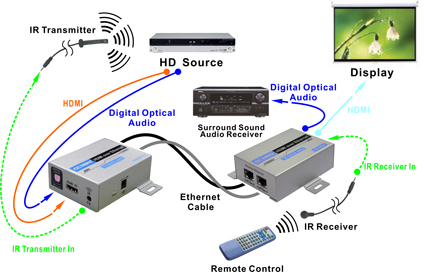 IR Transmitter
HD Source
Display
HDMI
Digital Optical
Audio
Digital Optical
Audio
HDMI
Surround Sound
Audio Receiver
IR Receiver In
Ethernet
Cable
IR Transmitter In
IR Receiver
Remote Control